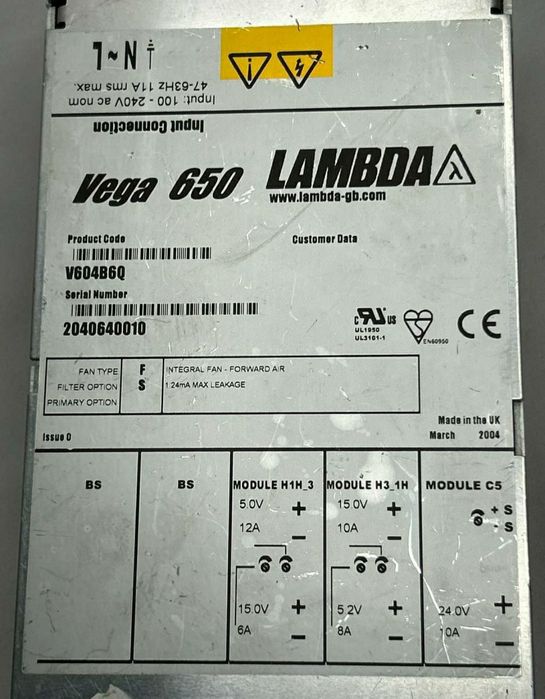 L ~ N
47-63Hz 11A rms max.
Input: 100 - 240V ac nom
Input Connection
Vega 650 LAMBDA λ
www.lambda-gb.com
Product Code Customer Data
V604B6Q
Serial Number
2040640010
c RU US
UL1950
UL3101-1
EN60950
CE
FAN TYPE F INTEGRAL FAN - FORWARD AIR
FILTER OPTION S 1.24mA MAX LEAKAGE
PRIMARY OPTION
Made in the UK
Issue 0 March 2004
BS BS MODULE H1H_3 MODULE H3_1H MODULE C5
5.0V + 15.0V + + S
12A - 10A - - S
15.0V + 5.2V + 24.0V +
6A - 8A - 10A -